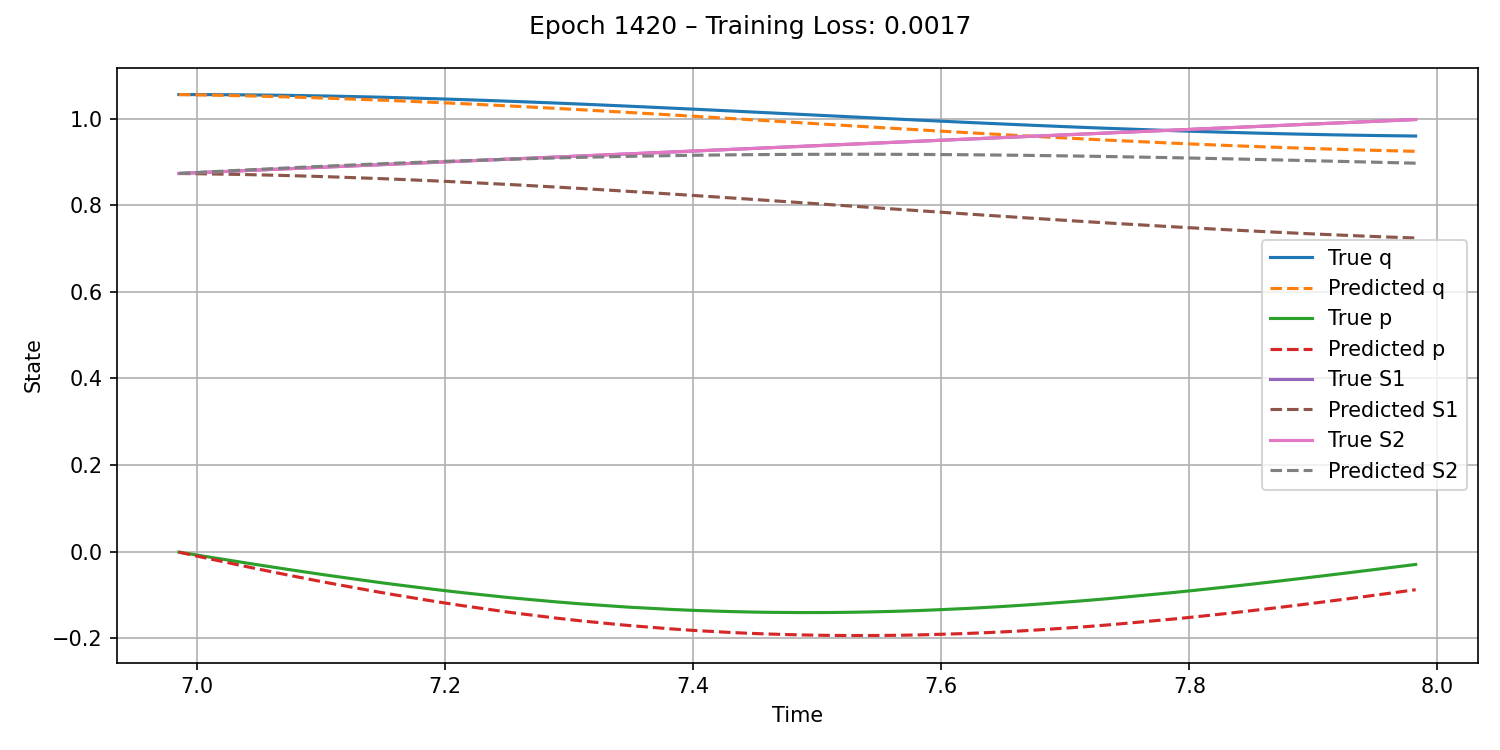 Epoch 1420 – Training Loss: 0.0017
1.0
0.8
0.6
0.4
0.2
0.0
−0.2
State
True q
Predicted q
True p
Predicted p
True S1
Predicted S1
True S2
Predicted S2
7.0 7.2 7.4 7.6 7.8 8.0
Time